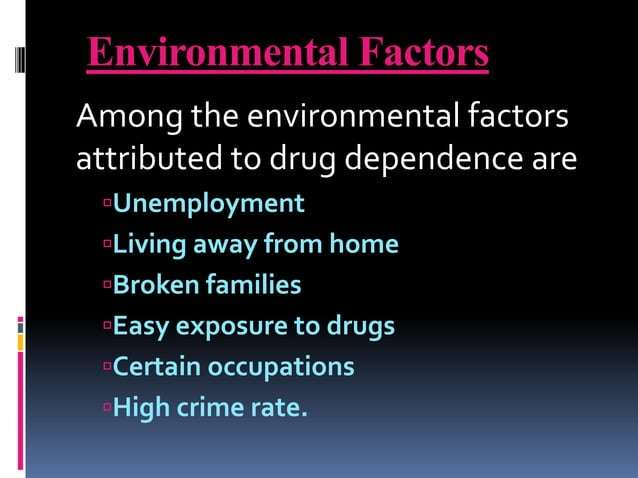 Environmental Factors
Among the environmental factors
attributed to drug dependence are
Unemployment
Living away from home
Broken families
Easy exposure to drugs
Certain occupations
High crime rate.